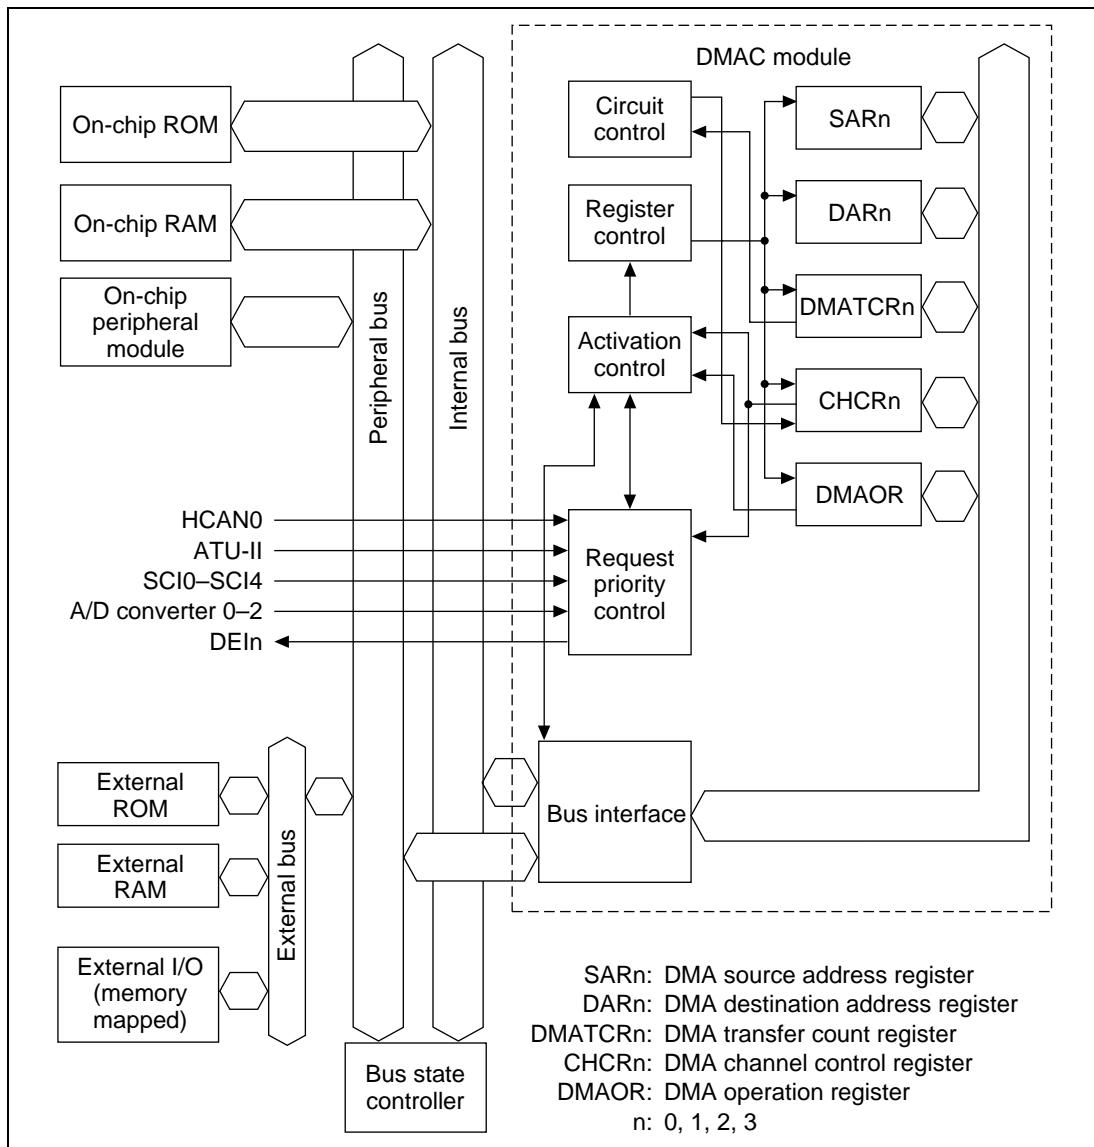 DMAC module
On-chip ROM
Circuit
control
SARn
On-chip RAM
Register
control
DARn
On-chip
peripheral
module
Peripheral bus
Internal bus
Activation
control
DMATCRn
CHCRn
DMAOR
HCAN0
ATU-II
SCI0–SCI4
A/D converter 0–2
DEIn
Request
priority
control
External
ROM
External
RAM
External I/O
(memory
mapped)
External bus
Bus interface
Bus state
controller
SARn: DMA source address register
DARn: DMA destination address register
DMATCRn: DMA transfer count register
CHCRn: DMA channel control register
DMAOR: DMA operation register
n: 0, 1, 2, 3